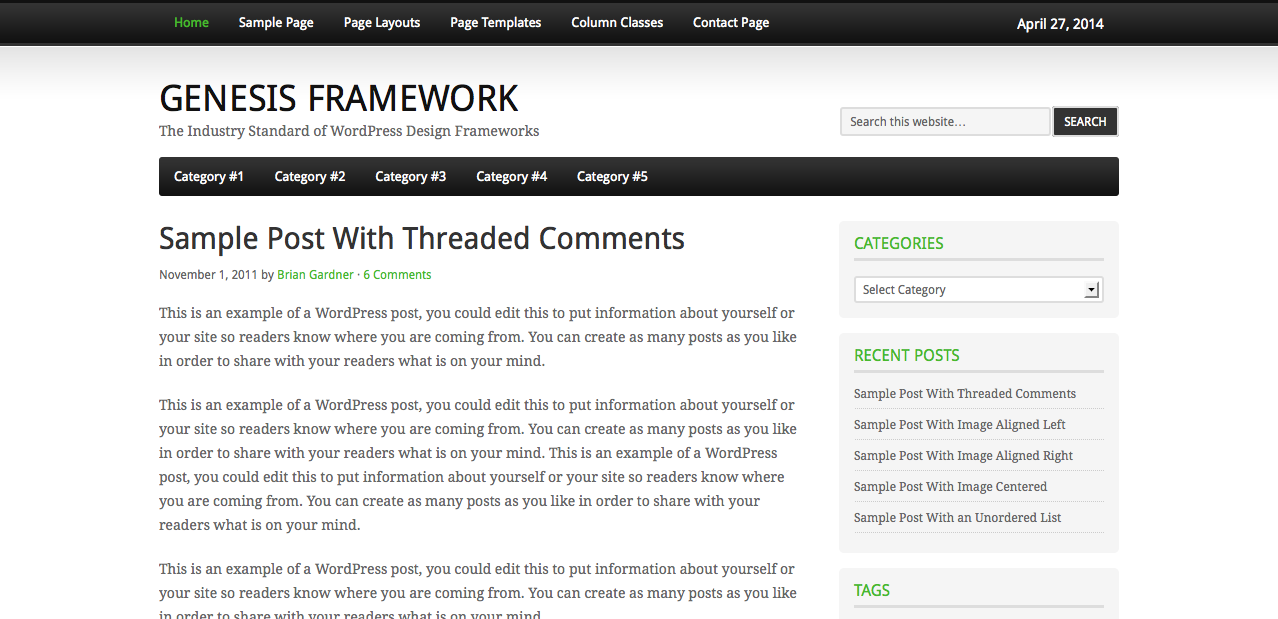 Home Sample Page Page Layouts Page Templates Column Classes Contact Page April 27, 2014
GENESIS FRAMEWORK
The Industry Standard of WordPress Design Frameworks
Search this website… SEARCH
Category #1 Category #2 Category #3 Category #4 Category #5
Sample Post With Threaded Comments
November 1, 2011 by Brian Gardner · 6 Comments
This is an example of a WordPress post, you could edit this to put information about yourself or
your site so readers know where you are coming from. You can create as many posts as you like
in order to share with your readers what is on your mind.
This is an example of a WordPress post, you could edit this to put information about yourself or
your site so readers know where you are coming from. You can create as many posts as you like
in order to share with your readers what is on your mind. This is an example of a WordPress
post, you could edit this to put information about yourself or your site so readers know where
you are coming from. You can create as many posts as you like in order to share with your
readers what is on your mind.
This is an example of a WordPress post, you could edit this to put information about yourself or
your site so readers know where you are coming from. You can create as many posts as you like
in order to share with your readers what is on your mind.
CATEGORIES
Select Category
RECENT POSTS
Sample Post With Threaded Comments
Sample Post With Image Aligned Left
Sample Post With Image Aligned Right
Sample Post With Image Centered
Sample Post With an Unordered List
TAGS